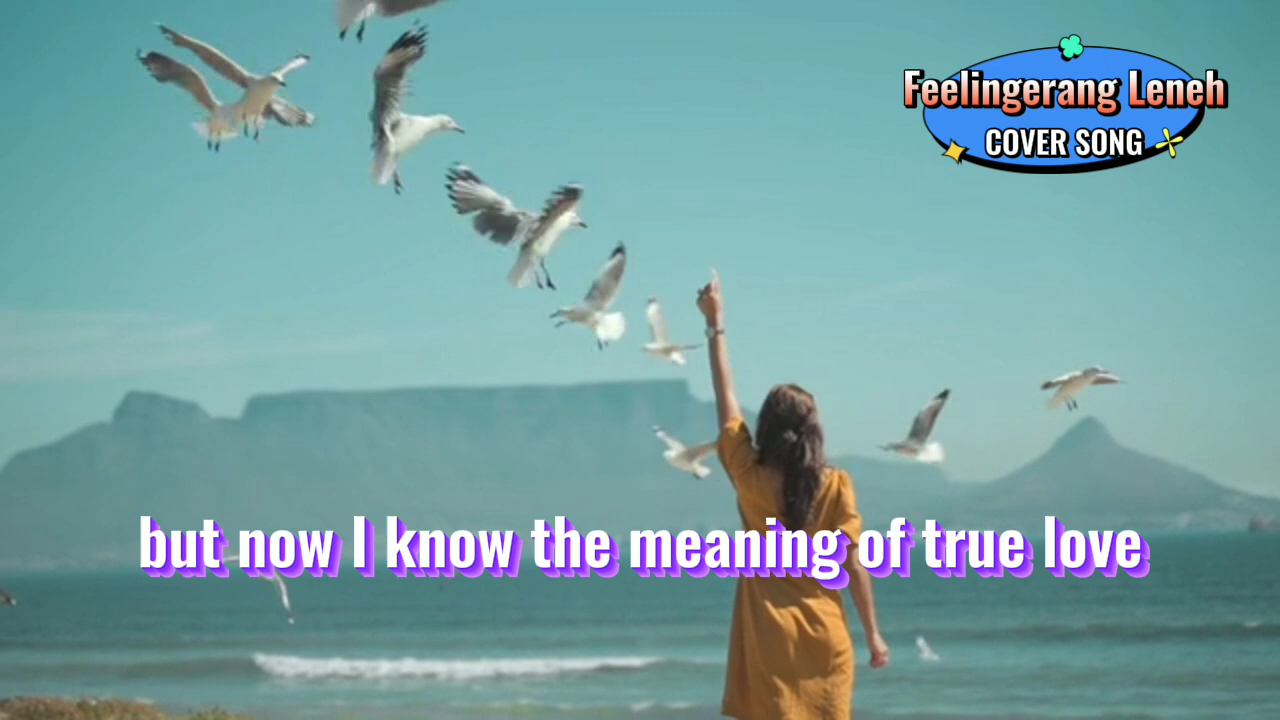 Feelingerang Leneh
COVER SONG
but now I know the meaning of true love